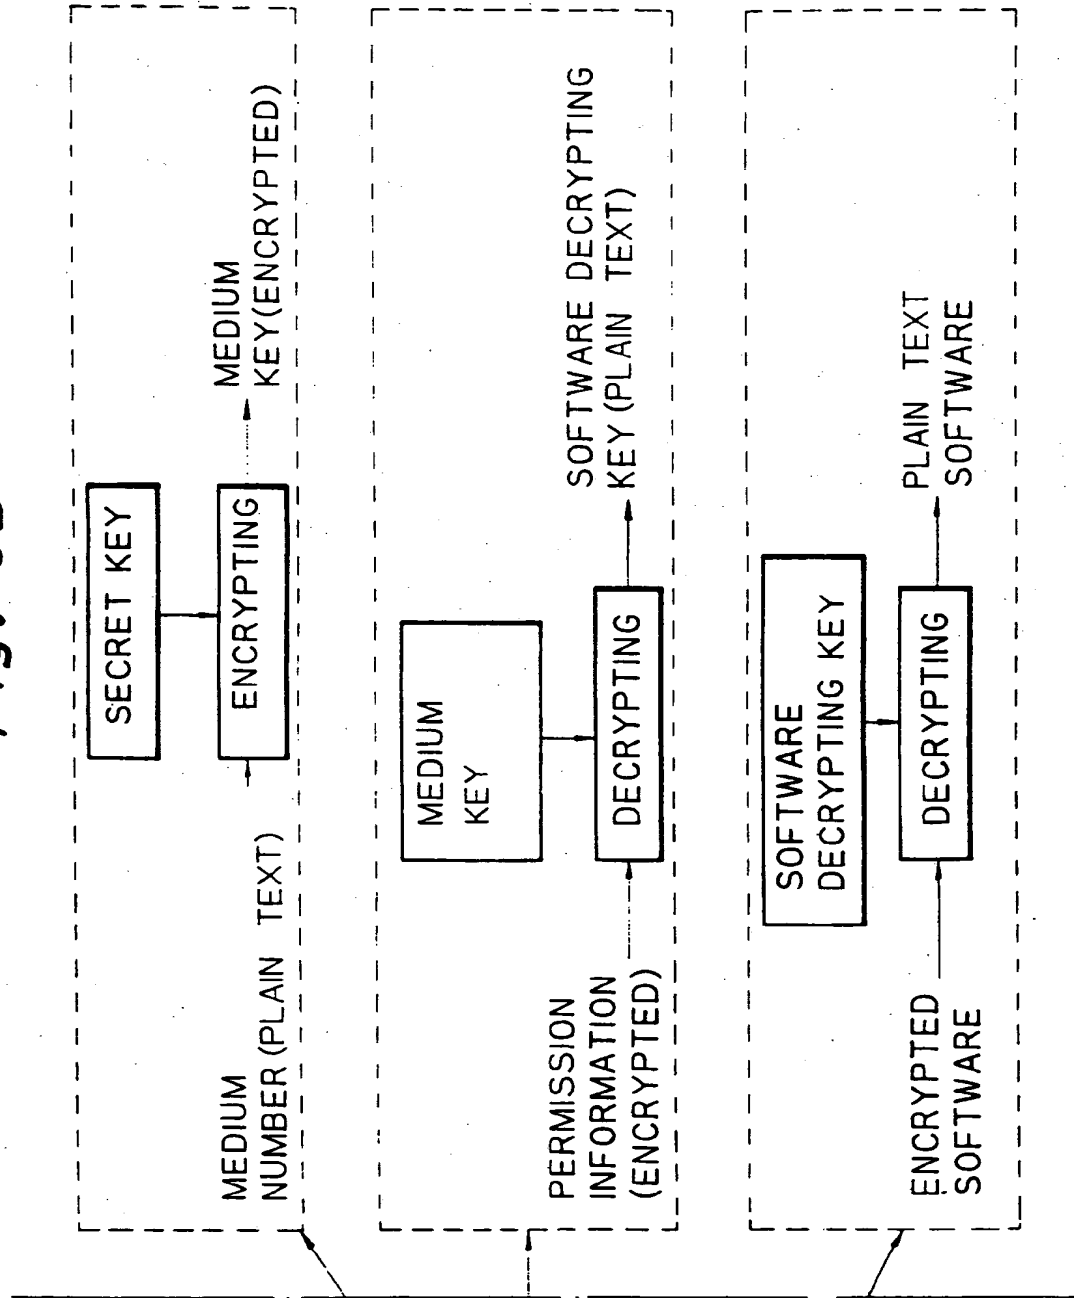 SECRET KEY
MEDIUM
NUMBER (PLAIN TEXT)
ENCRYPTING
MEDIUM
KEY(ENCRYPTED)
MEDIUM
KEY
PERMISSION
INFORMATION
(ENCRYPTED)
DECRYPTING
SOFTWARE DECRYPTING
KEY (PLAIN TEXT)
SOFTWARE
DECRYPTING KEY
ENCRYPTED
SOFTWARE
DECRYPTING
PLAIN TEXT
SOFTWARE